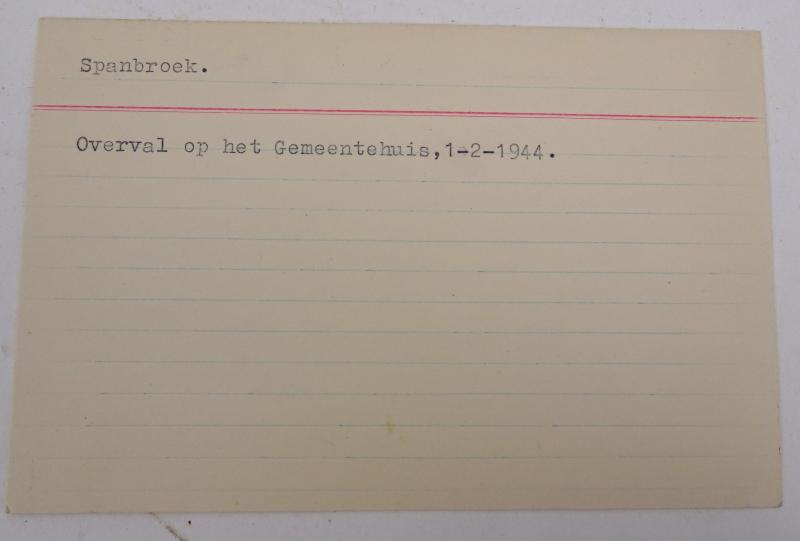 Spanbroek.
Overval op het Gemeentehuis,1-2-1944.